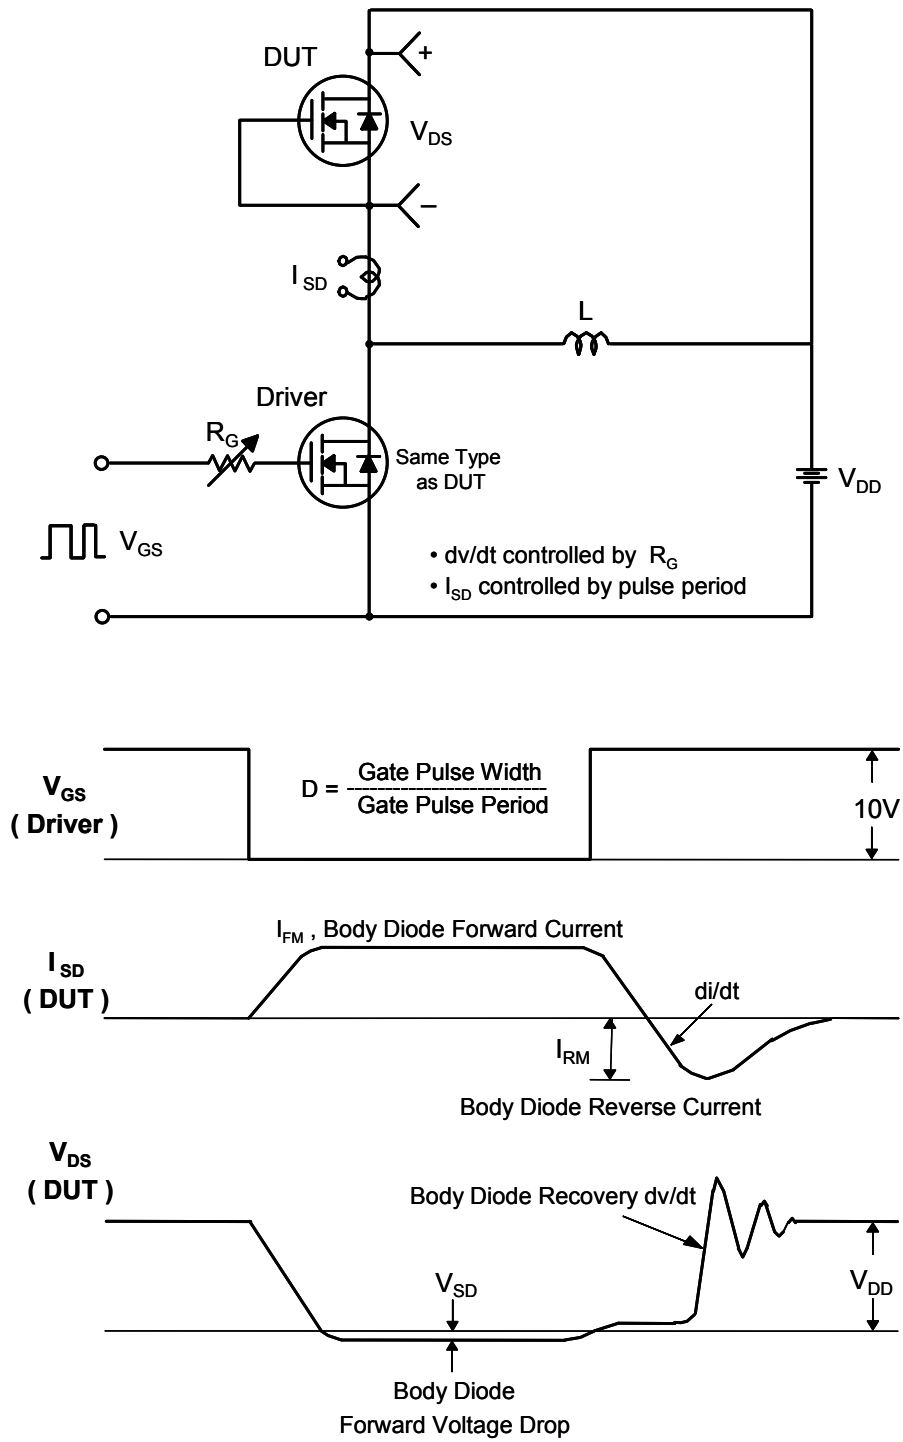 DUT
+
V_DS
−
I_SD
L
Driver
R_G
Same Type
as DUT
V_DD
V_GS
• dv/dt controlled by R_G
• I_SD controlled by pulse period
V_GS
( Driver )
D = Gate Pulse Width
Gate Pulse Period
10V
I_FM , Body Diode Forward Current
I_SD
( DUT )
di/dt
I_RM
Body Diode Reverse Current
V_DS
( DUT )
Body Diode Recovery dv/dt
V_SD
V_DD
Body Diode
Forward Voltage Drop